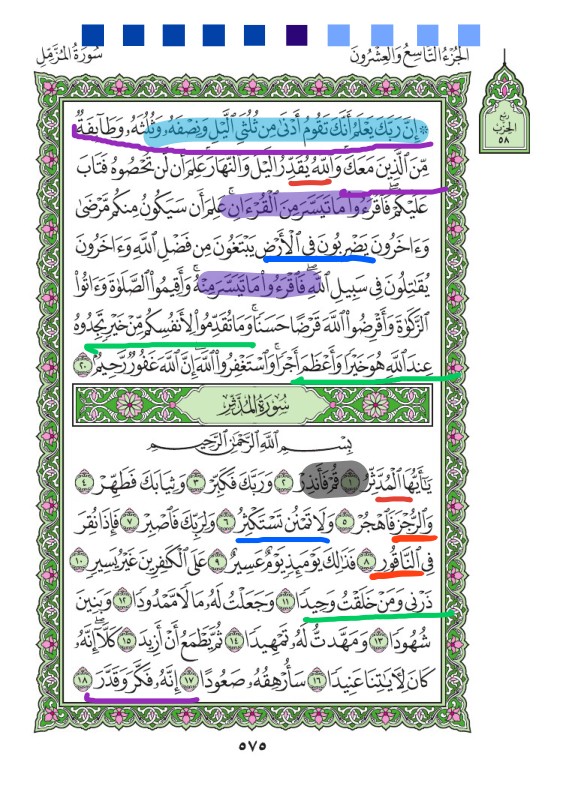 سُورَةُ المُزَّمِّل الجُزْءُ التَّاسِعُ وَالعِشْرُونَ
ربع
الحزب
٥٨
۞ إِنَّ رَبَّكَ يَعْلَمُ أَنَّكَ تَقُومُ أَدْنَىٰ مِن ثُلُثَيِ ٱلَّيْلِ وَنِصْفَهُۥ وَثُلُثَهُۥ وَطَآئِفَةٌ
مِّنَ ٱلَّذِينَ مَعَكَۚ وَٱللَّهُ يُقَدِّرُ ٱلَّيْلَ وَٱلنَّهَارَۚ عَلِمَ أَن لَّن تُحْصُوهُ فَتَابَ
عَلَيْكُمْۖ فَٱقْرَءُوا۟ مَا تَيَسَّرَ مِنَ ٱلْقُرْءَانِۚ عَلِمَ أَن سَيَكُونُ مِنكُم مَّرْضَىٰ
وَءَاخَرُونَ يَضْرِبُونَ فِى ٱلْأَرْضِ يَبْتَغُونَ مِن فَضْلِ ٱللَّهِ وَءَاخَرُونَ
يُقَٰتِلُونَ فِى سَبِيلِ ٱللَّهِۖ فَٱقْرَءُوا۟ مَا تَيَسَّرَ مِنْهُۚ وَأَقِيمُوا۟ ٱلصَّلَوٰةَ وَءَاتُوا۟
ٱلزَّكَوٰةَ وَأَقْرِضُوا۟ ٱللَّهَ قَرْضًا حَسَنًاۚ وَمَا تُقَدِّمُوا۟ لِأَنفُسِكُم مِّنْ خَيْرٍ تَجِدُوهُ
عِندَ ٱللَّهِ هُوَ خَيْرًا وَأَعْظَمَ أَجْرًاۚ وَٱسْتَغْفِرُوا۟ ٱللَّهَۖ إِنَّ ٱللَّهَ غَفُورٌ رَّحِيمٌۢ ٢٠
سُورَةُ المُدَّثِّر
بِسْمِ ٱللَّهِ ٱلرَّحْمَٰنِ ٱلرَّحِيمِ
يَٰٓأَيُّهَا ٱلْمُدَّثِّرُ ١ قُمْ فَأَنذِرْ ٢ وَرَبَّكَ فَكَبِّرْ ٣ وَثِيَابَكَ فَطَهِّرْ ٤
وَٱلرُّجْزَ فَٱهْجُرْ ٥ وَلَا تَمْنُن تَسْتَكْثِرُ ٦ وَلِرَبِّكَ فَٱصْبِرْ ٧ فَإِذَا نُقِرَ
فِى ٱلنَّاقُورِ ٨ فَذَٰلِكَ يَوْمَئِذٍ يَوْمٌ عَسِيرٌ ٩ عَلَى ٱلْكَٰفِرِينَ غَيْرُ يَسِيرٍ ١٠
ذَرْنِى وَمَنْ خَلَقْتُ وَحِيدًا ١١ وَجَعَلْتُ لَهُۥ مَالًا مَّمْدُودًا ١٢ وَبَنِينَ
شُهُودًا ١٣ وَمَهَّدتُّ لَهُۥ تَمْهِيدًا ١٤ ثُمَّ يَطْمَعُ أَنْ أَزِيدَ ١٥ كَلَّآۖ إِنَّهُۥ
كَانَ لِءَايَٰتِنَا عَنِيدًا ١٦ سَأُرْهِقُهُۥ صَعُودًا ١٧ إِنَّهُۥ فَكَّرَ وَقَدَّرَ ١٨
٥٧٥